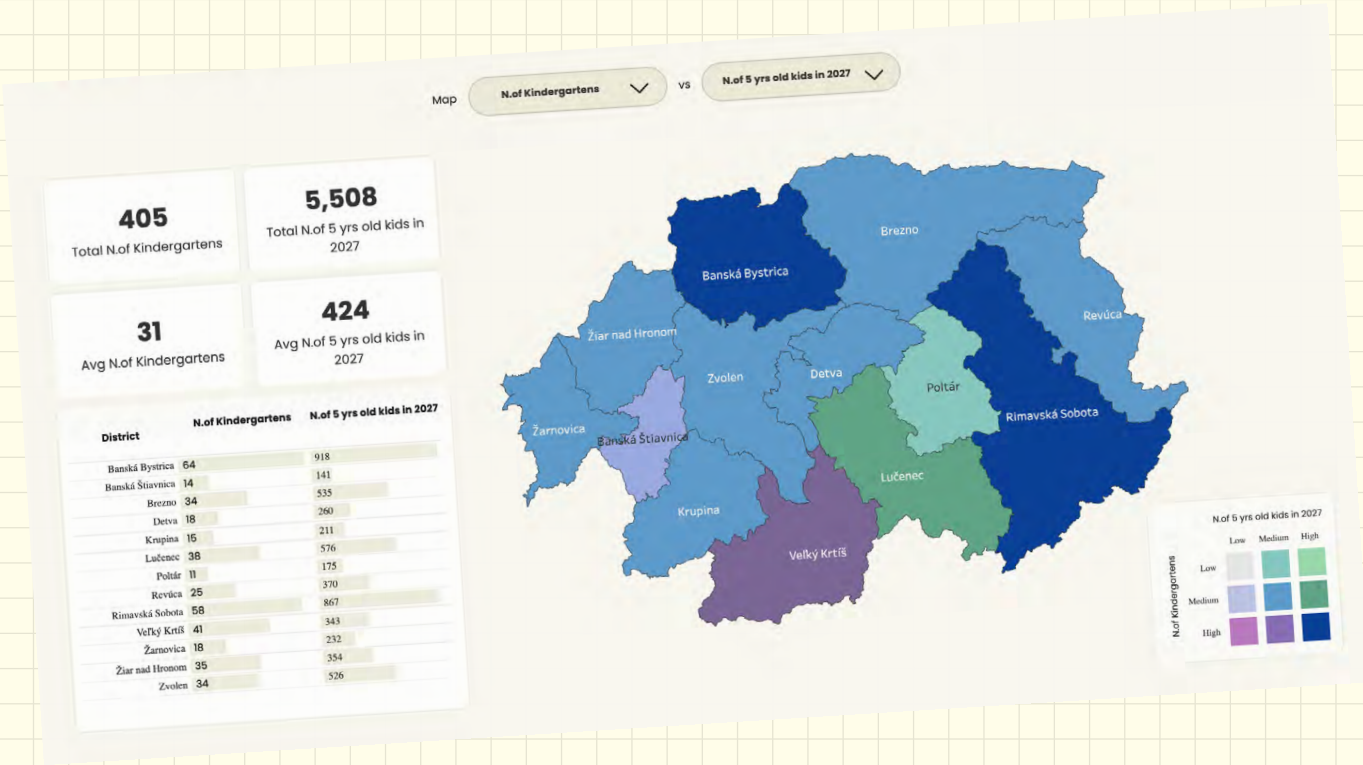 Map N.of Kindergartens vs N.of 5 yrs old kids in 2027
405
Total N.of Kindergartens
5,508
Total N.of 5 yrs old kids in
2027
31
Avg N.of Kindergartens
424
Avg N.of 5 yrs old kids in
2027
District N.of Kindergartens N.of 5 yrs old kids in 2027
Banská Bystrica 64 918
Banská Štiavnica 14 141
Brezno 34 535
Detva 18 260
Krupina 15 211
Lučenec 38 576
Poltár 11 175
Revúca 25 370
Rimavská Sobota 58 867
Veľký Krtíš 41 343
Žarnovica 18 232
Žiar nad Hronom 35 354
Zvolen 34 526
Brezno
Banská Bystrica
Revúca
Žiar nad Hronom
Zvolen
Detva
Poltár
Rimavská Sobota
Žarnovica
Banská Štiavnica
Lučenec
Krupina
Veľký Krtíš
N.of 5 yrs old kids in 2027
Low Medium High
N.of Kindergartens
Low
Medium
High